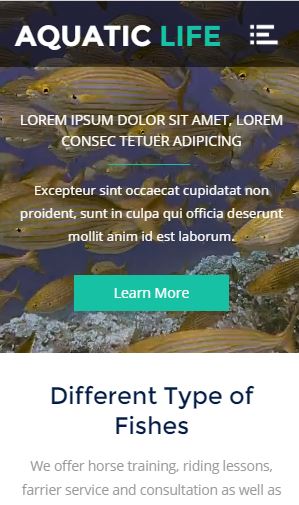 AQUATIC LIFE
LOREM IPSUM DOLOR SIT AMET, LOREM
CONSEC TETUER ADIPICING
Excepteur sint occaecat cupidatat non
proident, sunt in culpa qui officia deserunt
mollit anim id est laborum.
Learn More
Different Type of
Fishes
We offer horse training, riding lessons,
farrier service and consultation as well as